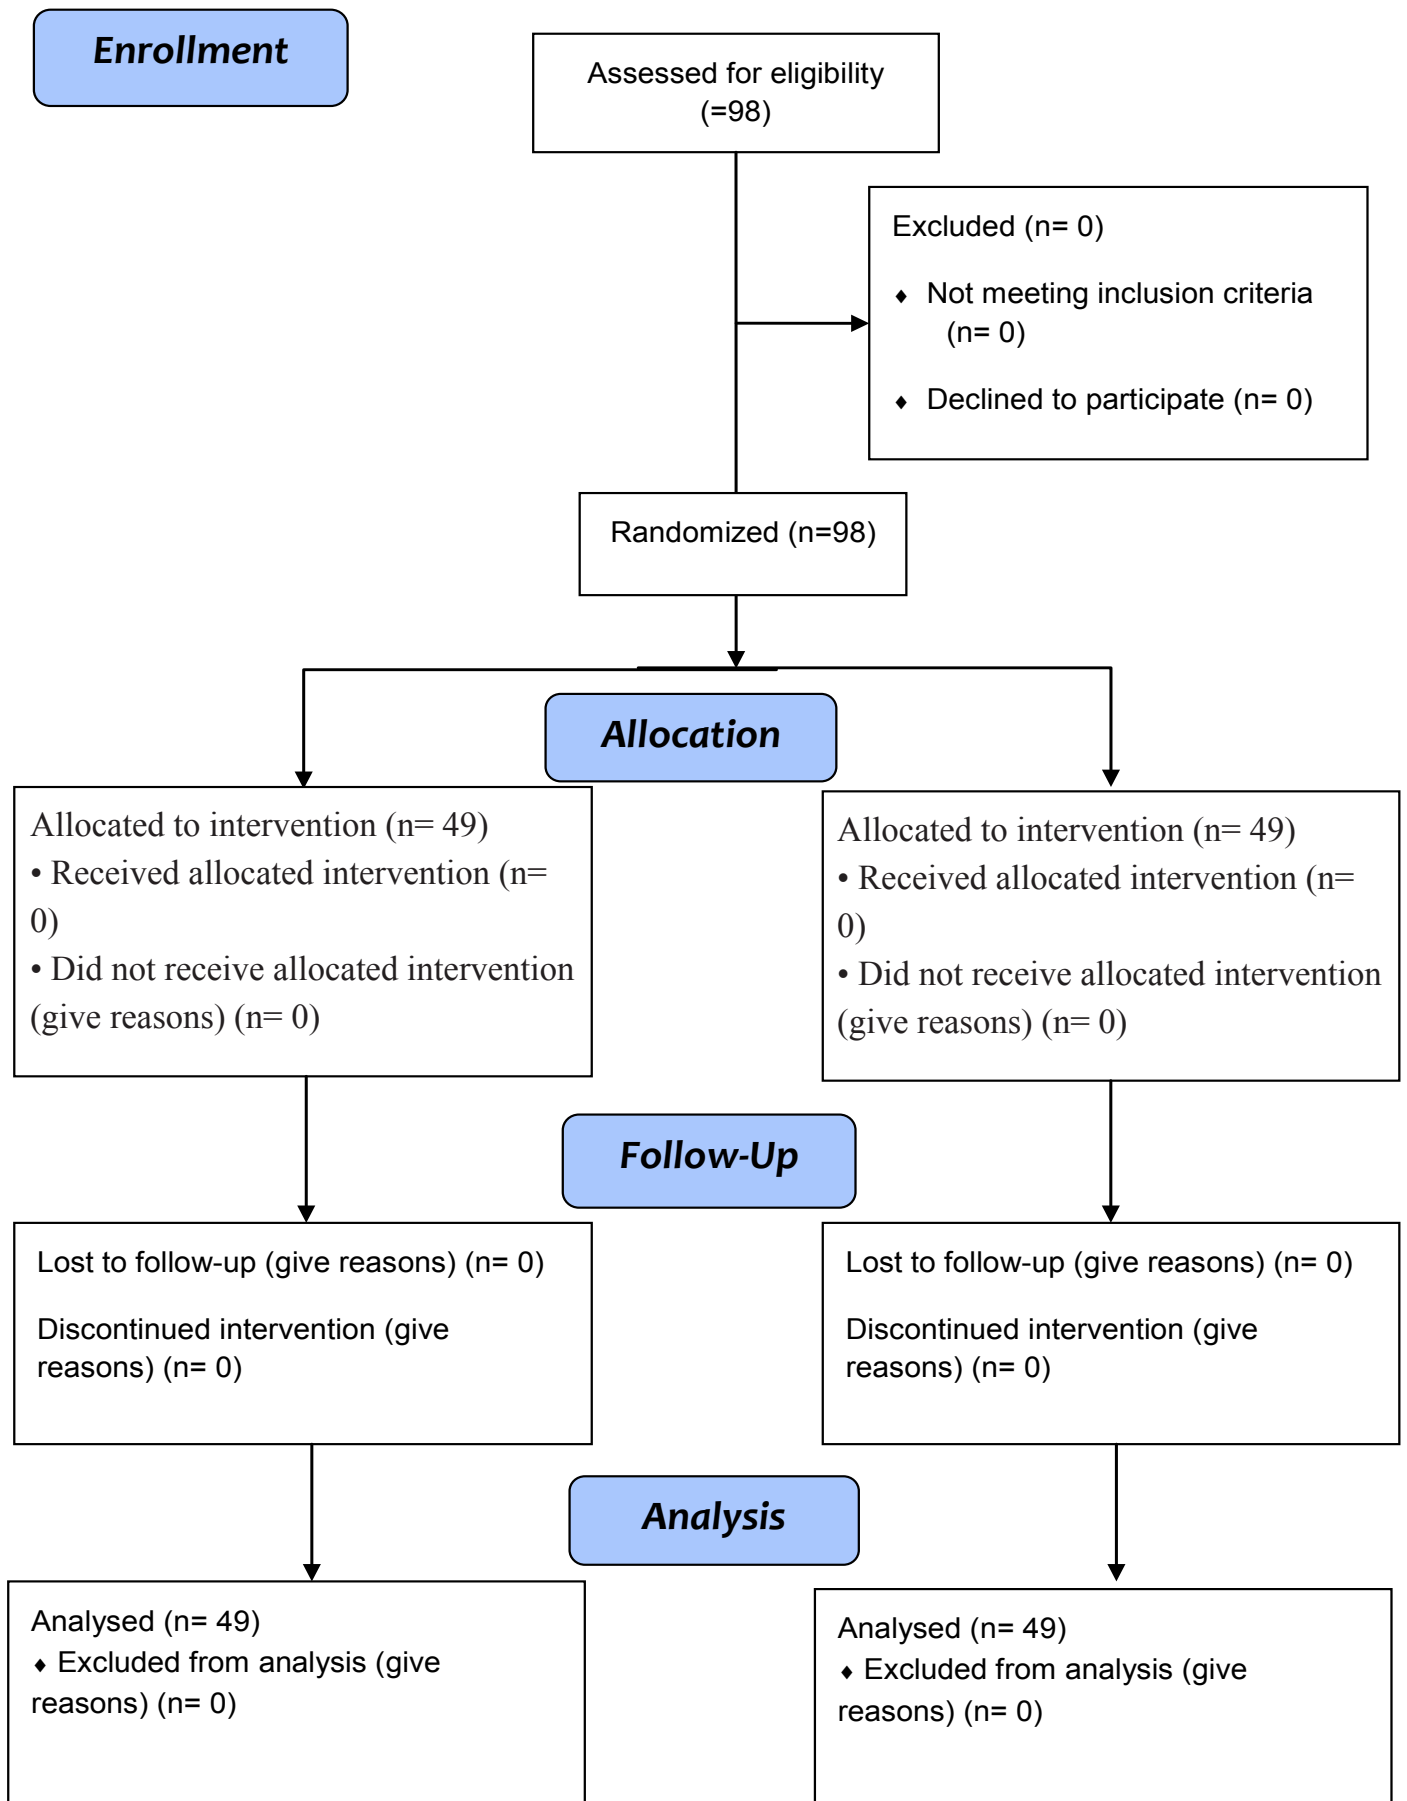 Enrollment
Assessed for eligibility
(=98)
Excluded (n= 0)
♦ Not meeting inclusion criteria
(n= 0)
♦ Declined to participate (n= 0)
Randomized (n=98)
Allocation
Allocated to intervention (n= 49)
• Received allocated intervention (n=
0)
• Did not receive allocated intervention
(give reasons) (n= 0)
Allocated to intervention (n= 49)
• Received allocated intervention (n=
0)
• Did not receive allocated intervention
(give reasons) (n= 0)
Follow-Up
Lost to follow-up (give reasons) (n= 0)
Discontinued intervention (give
reasons) (n= 0)
Lost to follow-up (give reasons) (n= 0)
Discontinued intervention (give
reasons) (n= 0)
Analysis
Analysed (n= 49)
♦ Excluded from analysis (give
reasons) (n= 0)
Analysed (n= 49)
♦ Excluded from analysis (give
reasons) (n= 0)